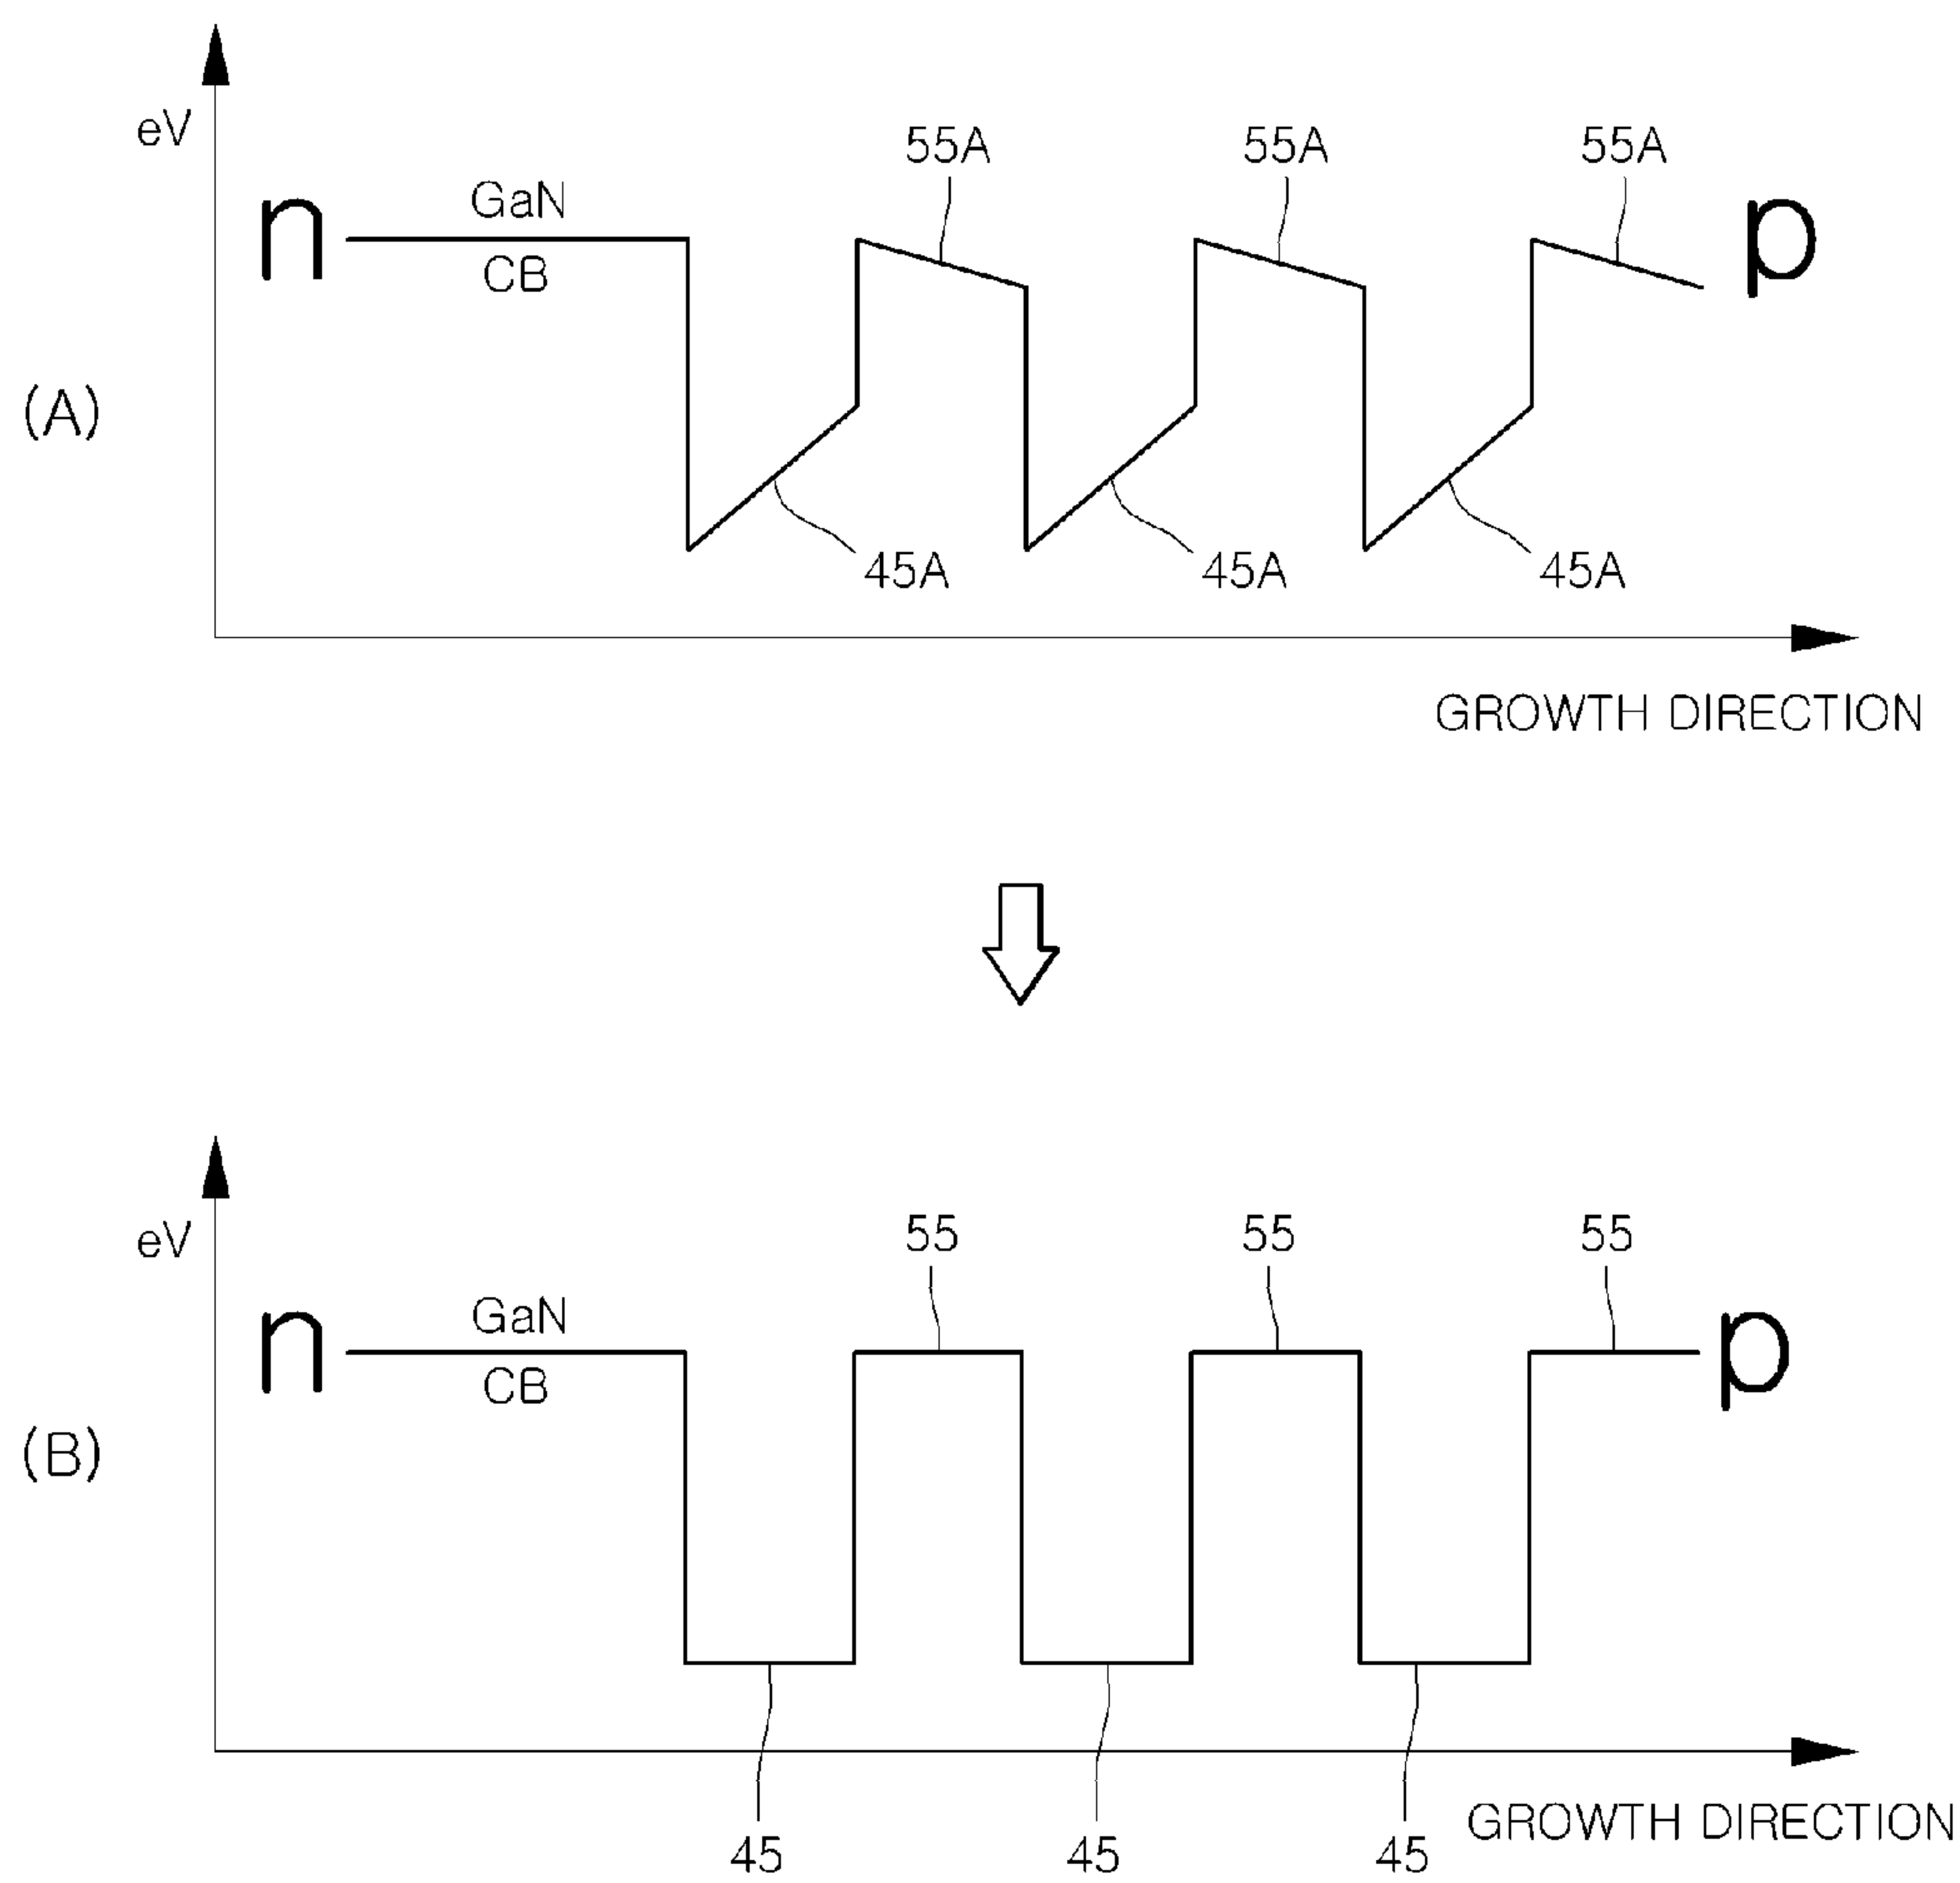 eV
55A 55A 55A
n GaN p
CB
(A)
45A 45A 45A
GROWTH DIRECTION
eV
55 55 55
n GaN p
CB
(B)
GROWTH DIRECTION
45 45 45